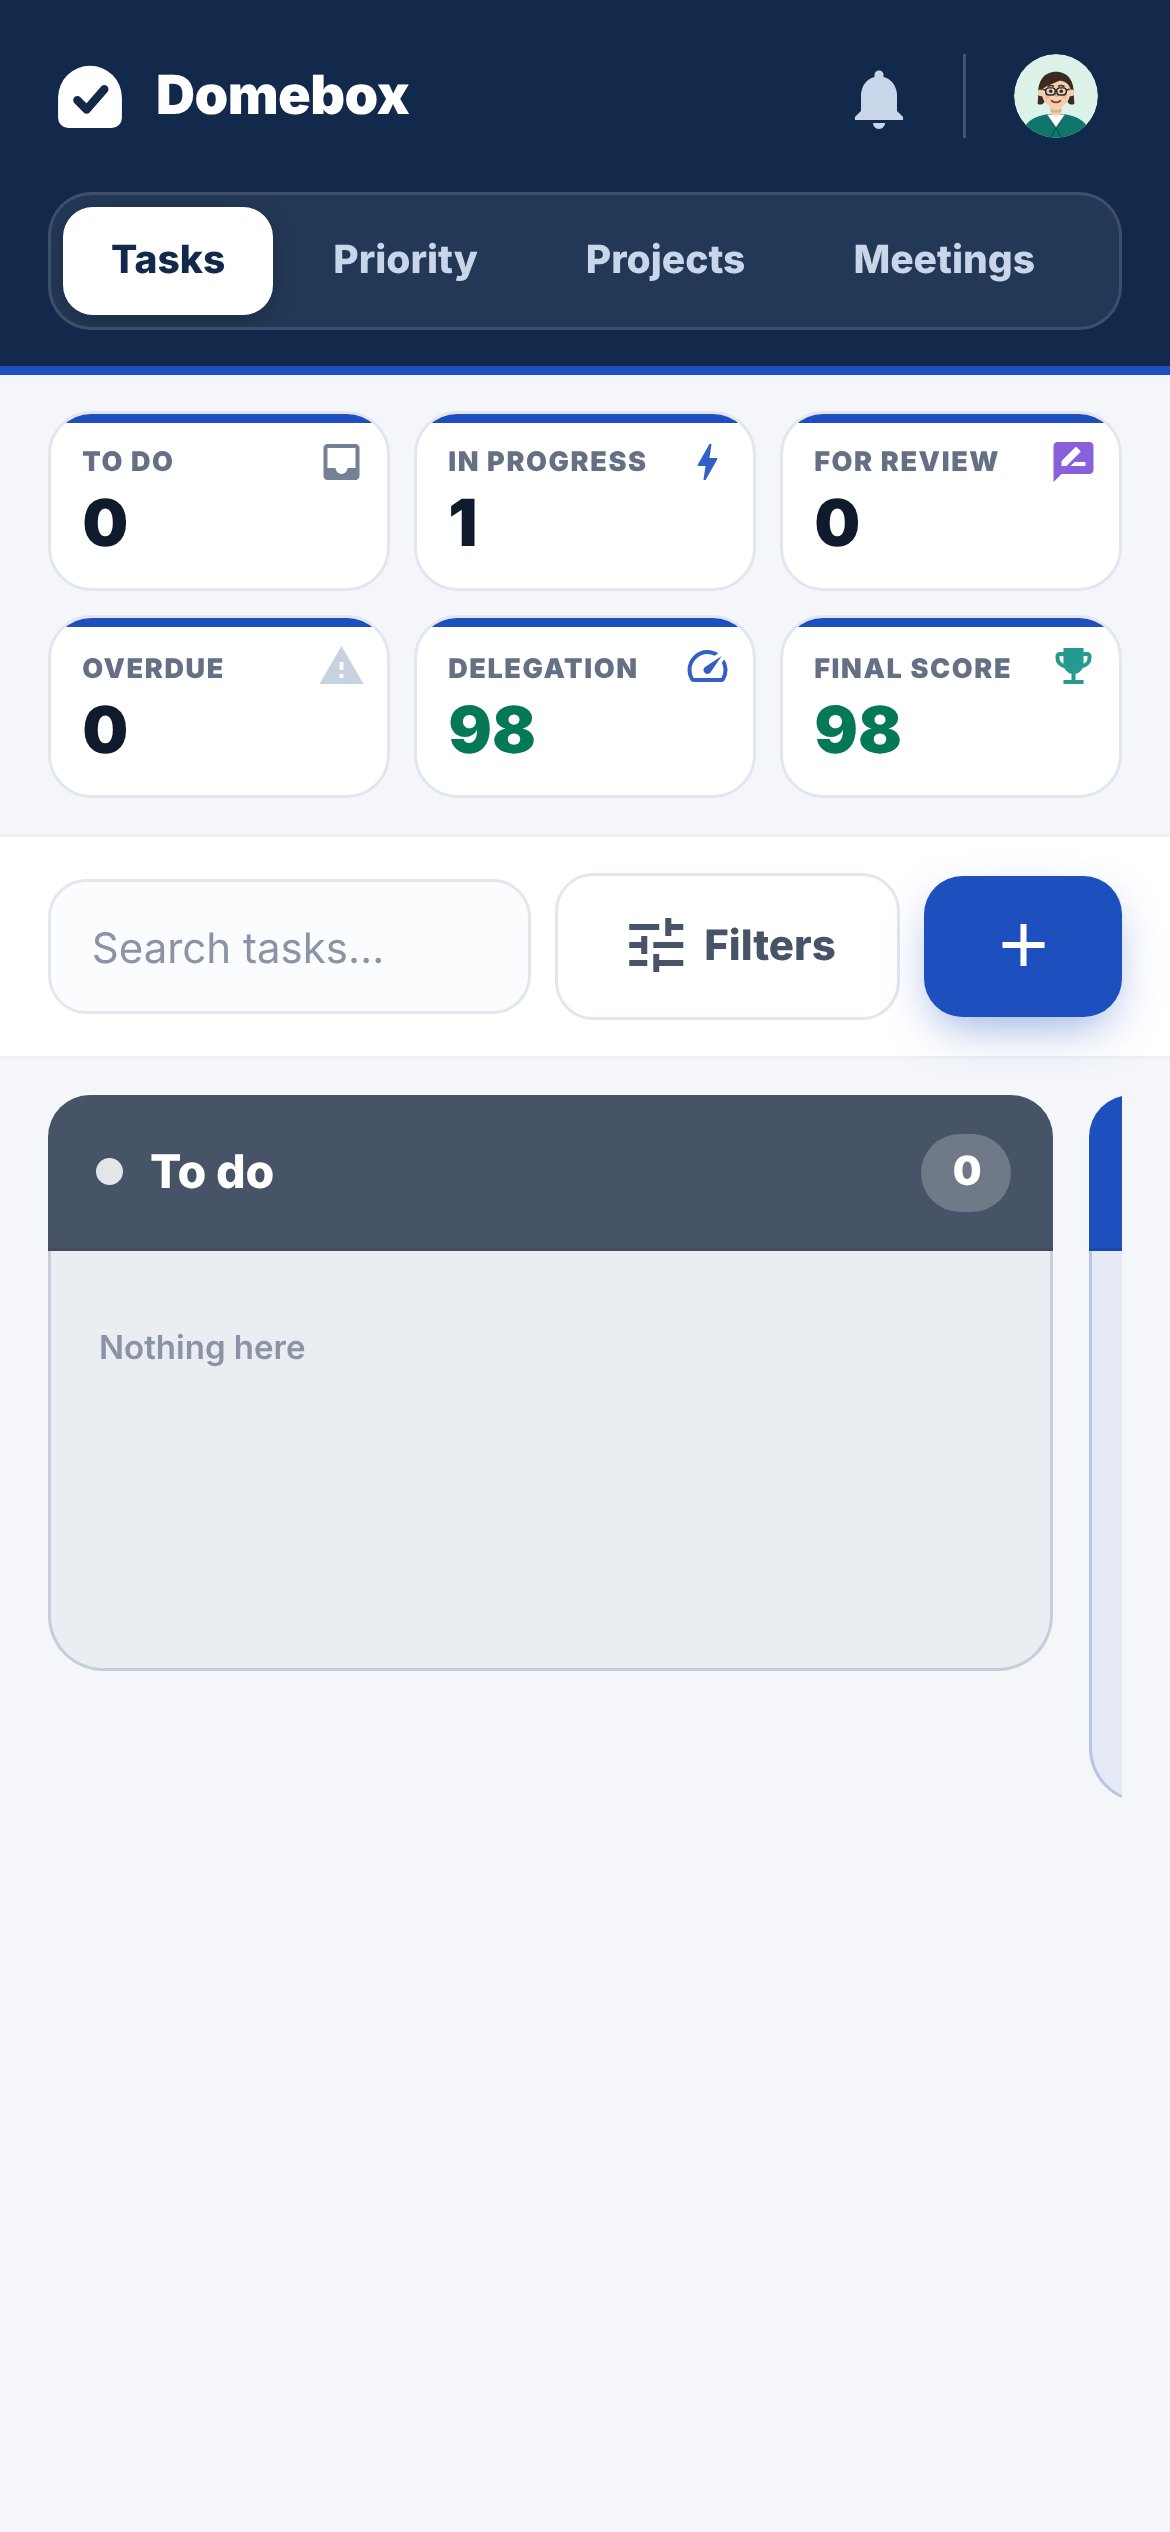 Domebox
Tasks Priority Projects Meetings
TO DO IN PROGRESS FOR REVIEW
0 1 0
OVERDUE DELEGATION FINAL SCORE
0 98 98
Search tasks... Filters +
To do 0
Nothing here